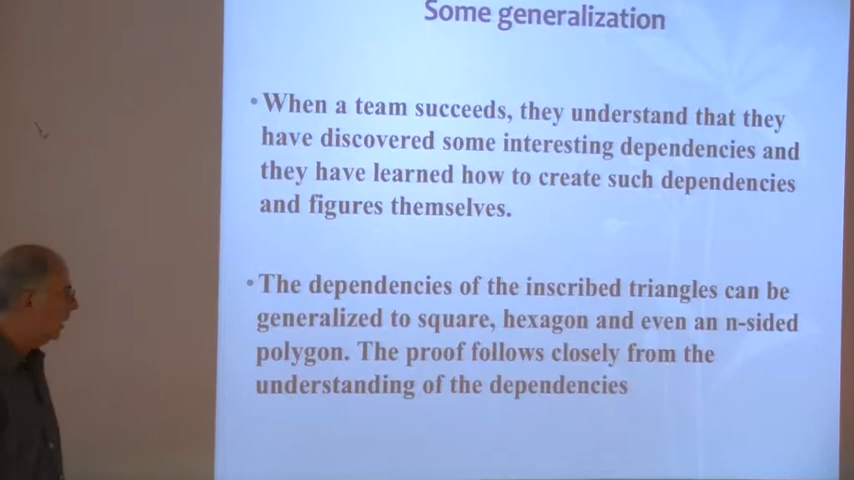 Some generalization
• When a team succeeds, they understand that they
have discovered some interesting dependencies and
they have learned how to create such dependencies
and figures themselves.
• The dependencies of the inscribed triangles can be
generalized to square, hexagon and even an n-sided
polygon. The proof follows closely from the
understanding of the dependencies